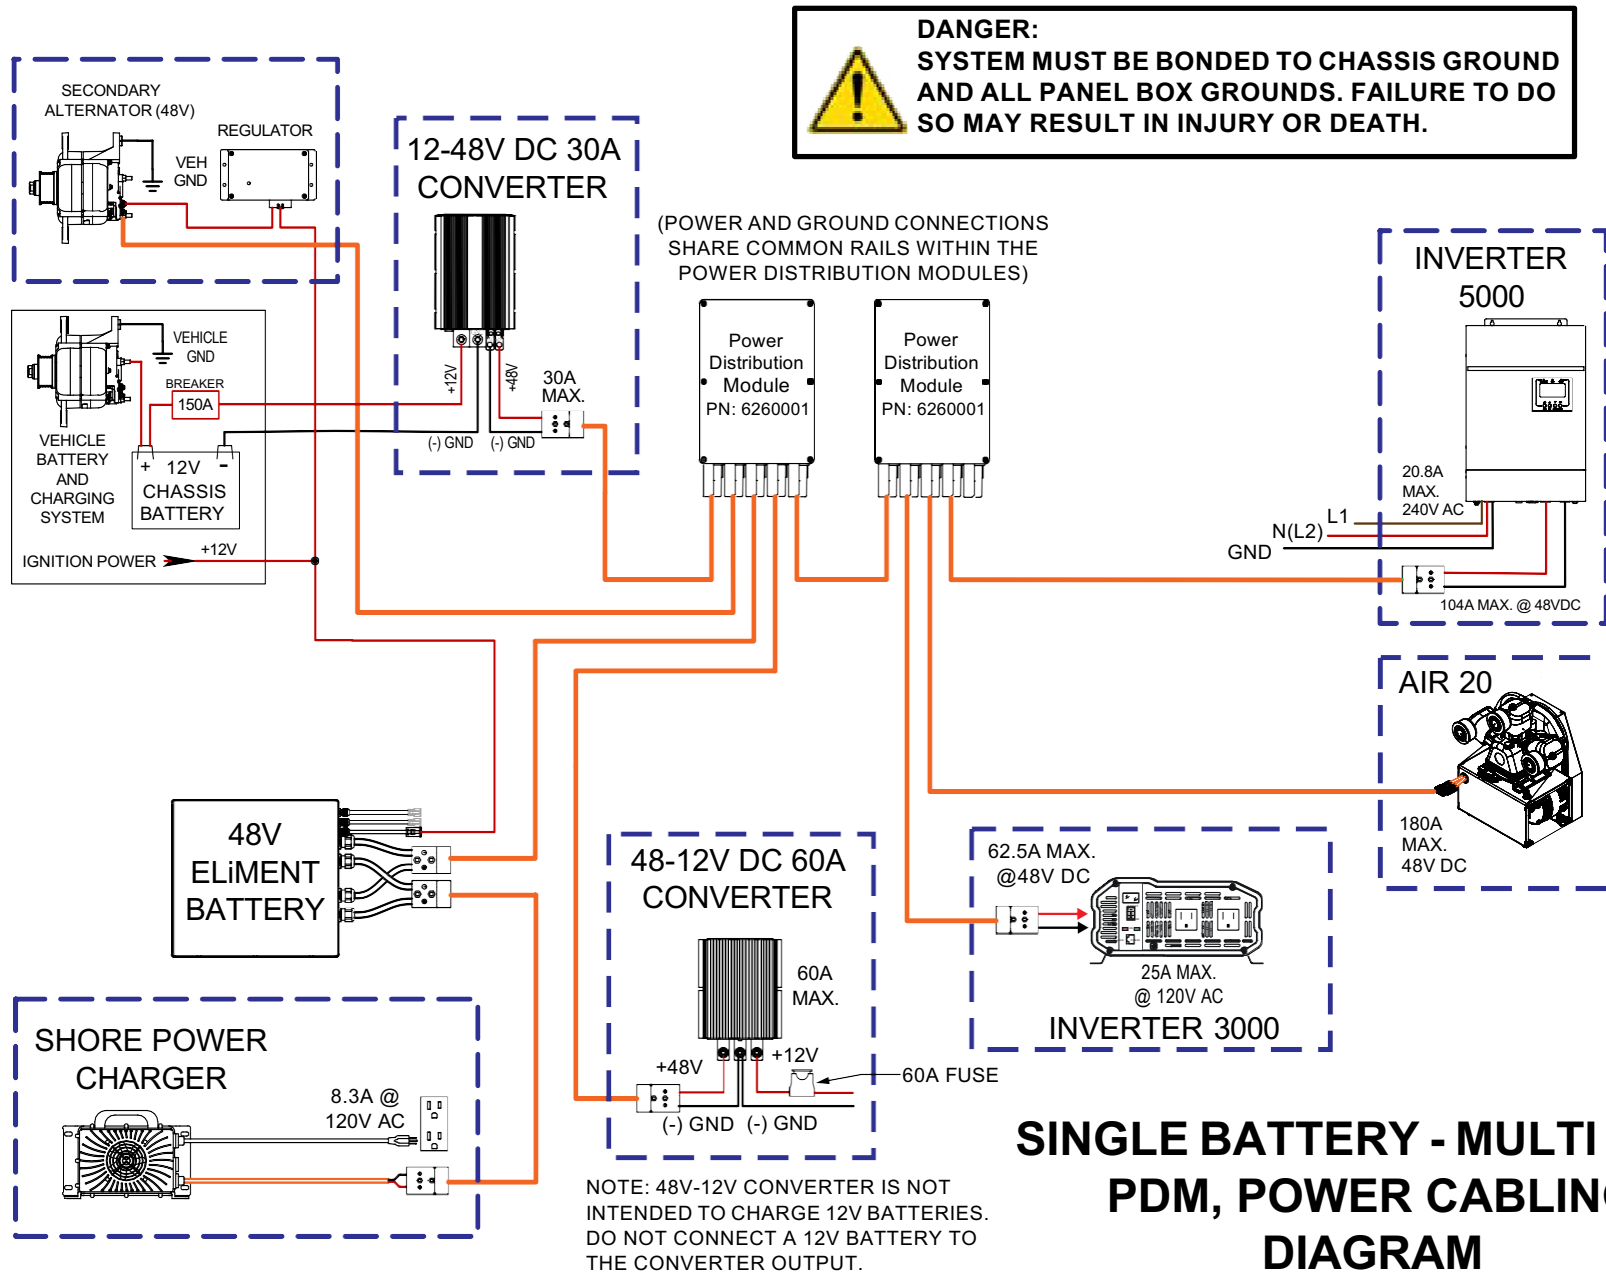 DANGER:
SYSTEM MUST BE BONDED TO CHASSIS GROUND
AND ALL PANEL BOX GROUNDS. FAILURE TO DO
SO MAY RESULT IN INJURY OR DEATH.
SECONDARY
ALTERNATOR (48V)
REGULATOR
VEH
GND
12-48V DC 30A
CONVERTER
+12V
+48V
30A
MAX.
(-) GND
(-) GND
(POWER AND GROUND CONNECTIONS
SHARE COMMON RAILS WITHIN THE
POWER DISTRIBUTION MODULES)
Power
Distribution
Module
PN: 6260001
Power
Distribution
Module
PN: 6260001
INVERTER
5000
20.8A
MAX.
240V AC
L1
N(L2)
GND
104A MAX. @ 48VDC
VEHICLE
GND
BREAKER
150A
VEHICLE
BATTERY
AND
CHARGING
SYSTEM
+ 12V -
CHASSIS
BATTERY
IGNITION POWER
+12V
AIR 20
180A
MAX.
48V DC
48V
ELiMENT
BATTERY
48-12V DC 60A
CONVERTER
60A
MAX.
+48V
+12V
60A FUSE
(-) GND
(-) GND
62.5A MAX.
@48V DC
25A MAX.
@ 120V AC
INVERTER 3000
SHORE POWER
CHARGER
8.3A @
120V AC
NOTE: 48V-12V CONVERTER IS NOT
INTENDED TO CHARGE 12V BATTERIES.
DO NOT CONNECT A 12V BATTERY TO
THE CONVERTER OUTPUT.
SINGLE BATTERY - MULTI
PDM, POWER CABLING
DIAGRAM